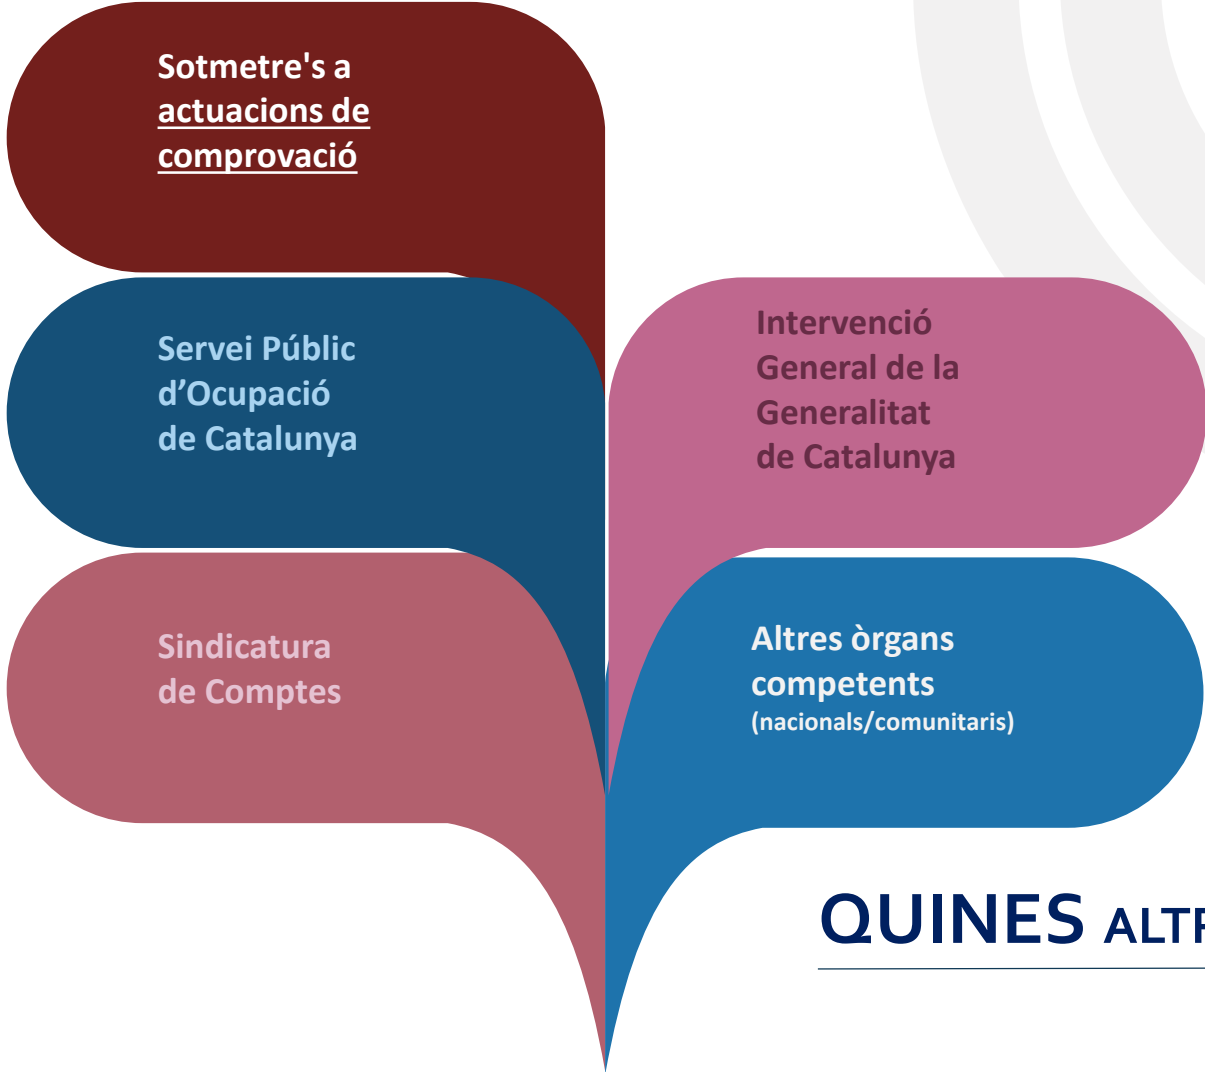 Sotmetre's a
actuacions de
comprovació
Servei Públic
d’Ocupació
de Catalunya
Intervenció
General de la
Generalitat
de Catalunya
Sindicatura
de Comptes
Altres òrgans
competents
(nacionals/comunitaris)
QUINES